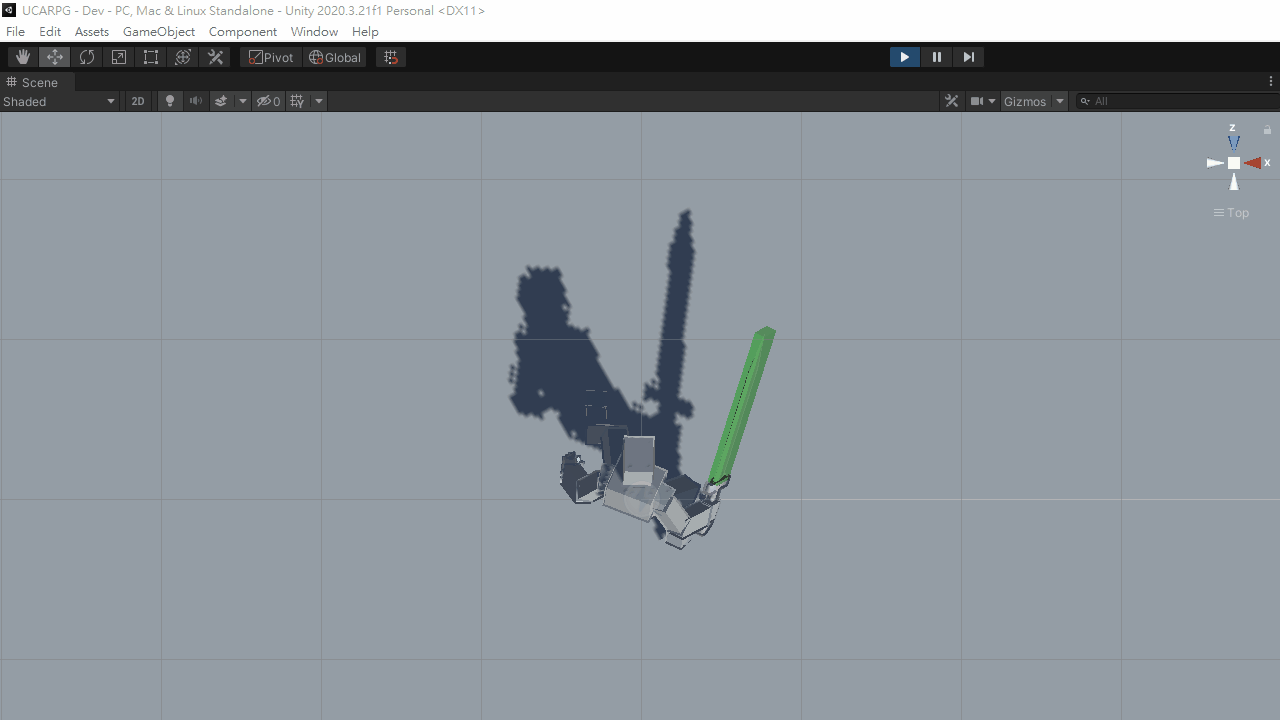 UCARPG - Dev - PC, Mac & Linux Standalone - Unity 2020.3.21f1 Personal <DX11>
File Edit Assets GameObject Component Window Help
Pivot Global
Scene
Shaded 2D 0 Gizmos All
z
x
Top